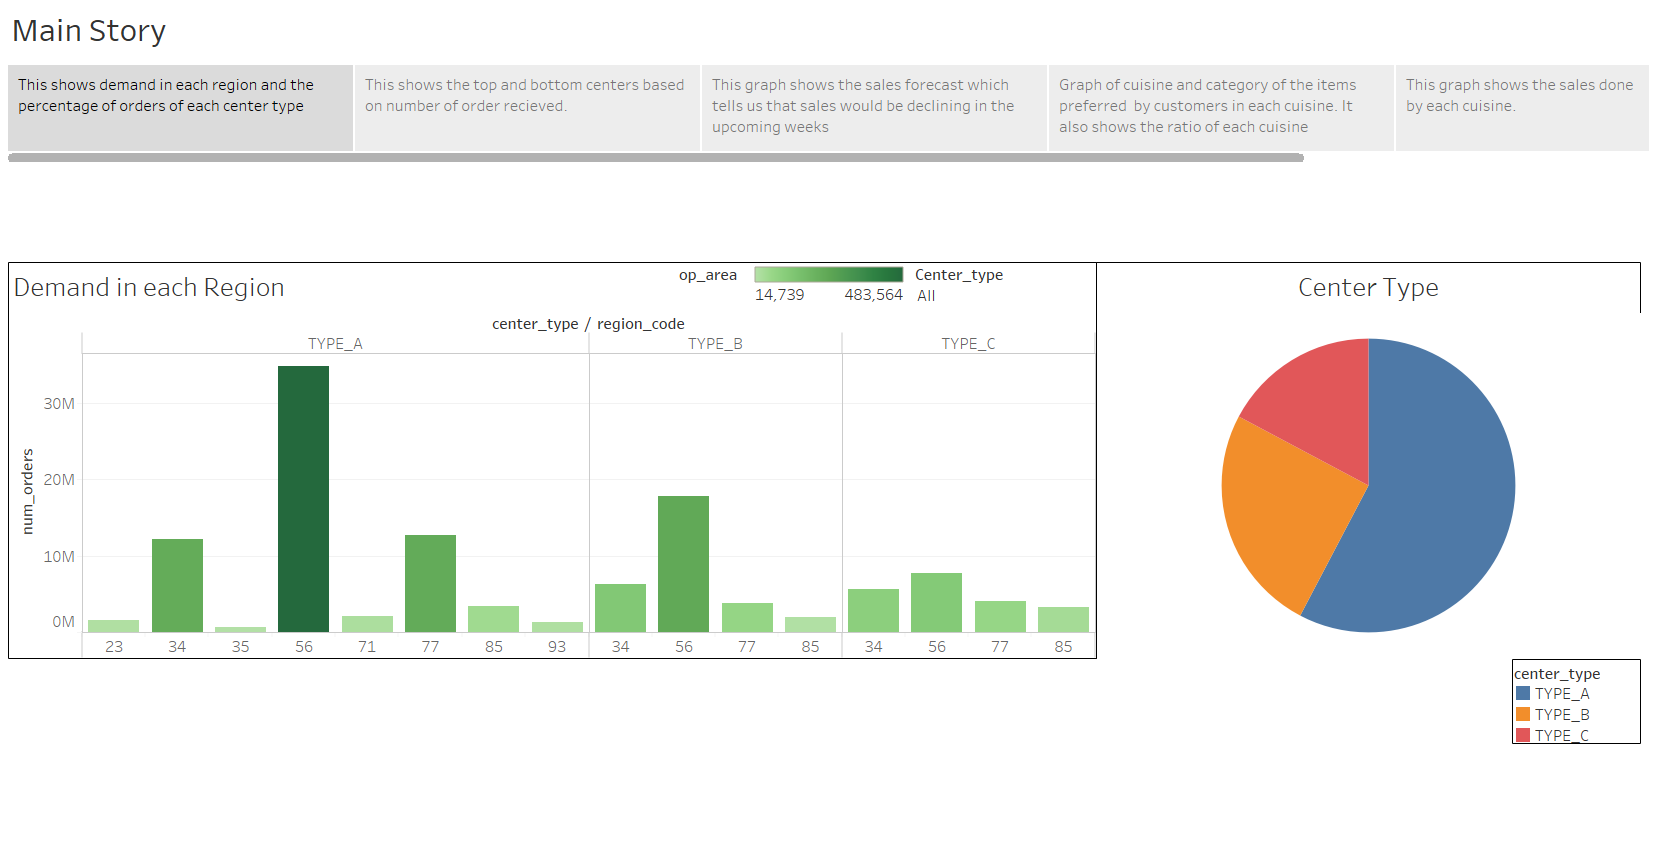 Main Story
This shows demand in each region and the
percentage of orders of each center type
This shows the top and bottom centers based
on number of order recieved.
This graph shows the sales forecast which
tells us that sales would be declining in the
upcoming weeks
Graph of cuisine and category of the items
preferred  by customers in each cuisine. It
also shows the ratio of each cuisine
This graph shows the sales done
by each cuisine.
Demand in each Region
op_area
14,739 483,564
Center_type
All
center_type / region_code
TYPE_A TYPE_B TYPE_C
num_orders
30M
20M
10M
0M
23 34 35 56 71 77 85 93 34 56 77 85 34 56 77 85
Center Type
center_type
TYPE_A
TYPE_B
TYPE_C